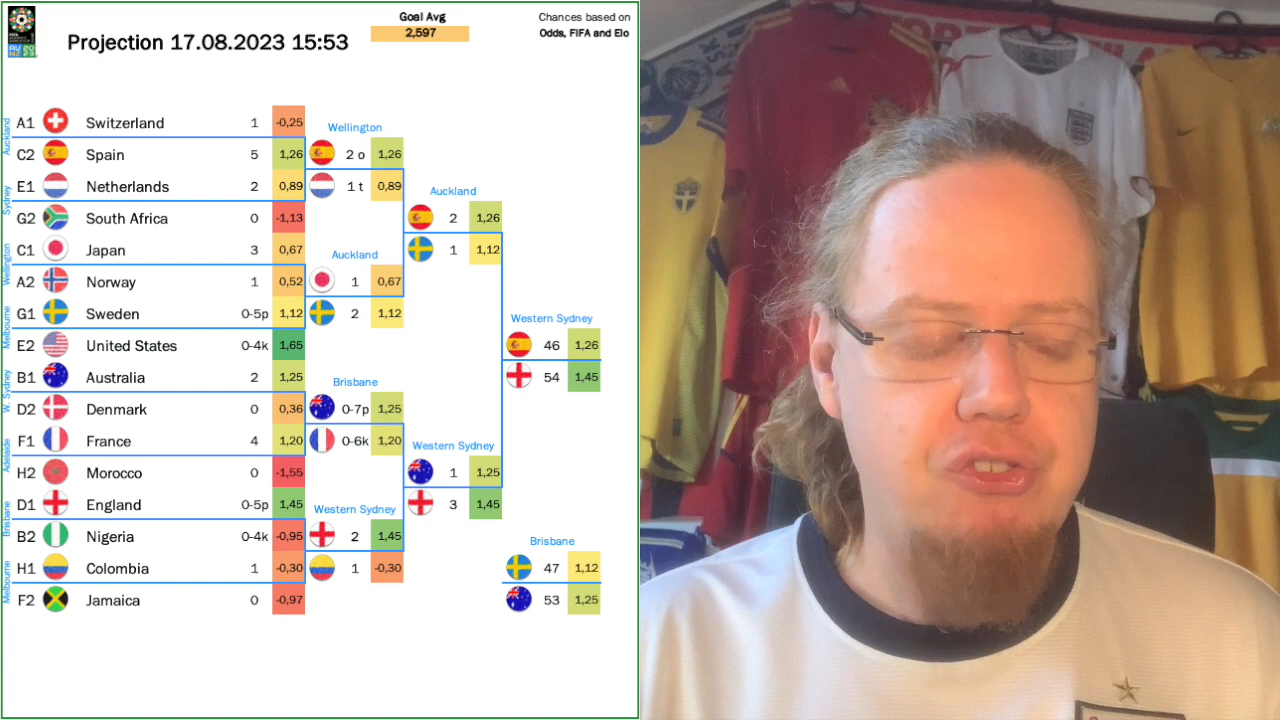 Projection 17.08.2023 15:53
Goal Avg
2,597
Chances based on
Odds, FIFA and Elo
Auckland
A1 Switzerland 1 -0,25
C2 Spain 5 1,26
Sydney
E1 Netherlands 2 0,89
G2 South Africa 0 -1,13
Wellington
C1 Japan 3 0,67
A2 Norway 1 0,52
Melbourne
G1 Sweden 0-5p 1,12
E2 United States 0-4k 1,65
W. Sydney
B1 Australia 2 1,25
D2 Denmark 0 0,36
Adelaide
F1 France 4 1,20
H2 Morocco 0 -1,55
Brisbane
D1 England 0-5p 1,45
B2 Nigeria 0-4k -0,95
Melbourne
H1 Colombia 1 -0,30
F2 Jamaica 0 -0,97
Wellington
2 o 1,26
1 t 0,89
Auckland
1 0,67
2 1,12
Brisbane
0-7p 1,25
0-6k 1,20
Western Sydney
2 1,45
1 -0,30
Auckland
2 1,26
1 1,12
Western Sydney
1 1,25
3 1,45
Western Sydney
46 1,26
54 1,45
Brisbane
47 1,12
53 1,25